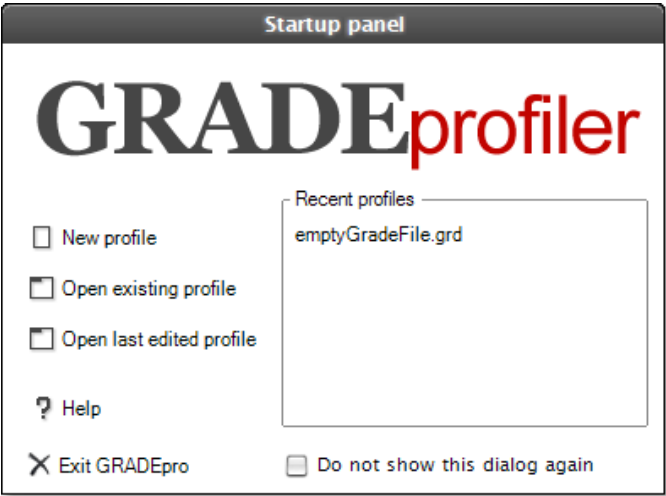 Startup panel
GRADEprofiler
Recent profiles
emptyGradeFile.grd
New profile
Open existing profile
Open last edited profile
Help
Exit GRADEpro
Do not show this dialog again